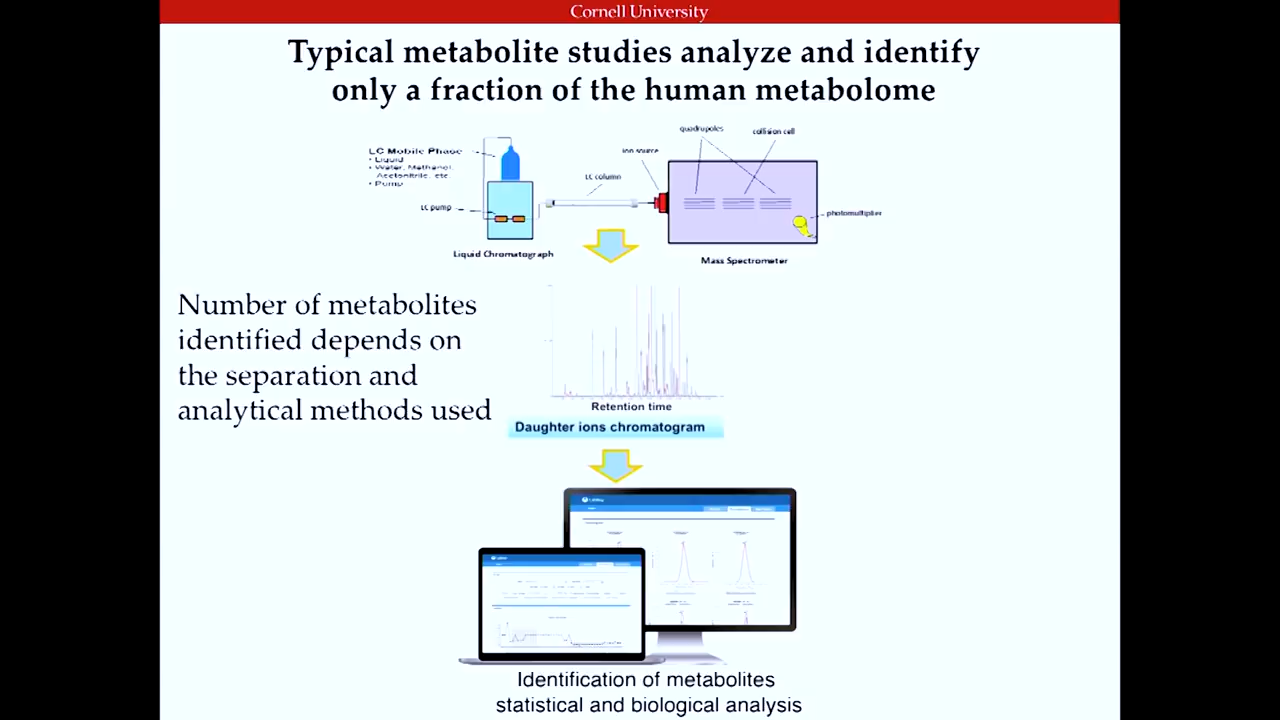 Cornell University
Typical metabolite studies analyze and identify
only a fraction of the human metabolome
quadrupoles
collision cell
LC Mobile Phase
• Liquid
• Water, Methanol,
Acetonitrile, etc.
• Pump
ion source
LC column
LC pump
photomultiplier
Liquid Chromatograph
Mass Spectrometer
Number of metabolites
identified depends on
the separation and
analytical methods used
Retention time
Daughter ions chromatogram
Identification of metabolites
statistical and biological analysis